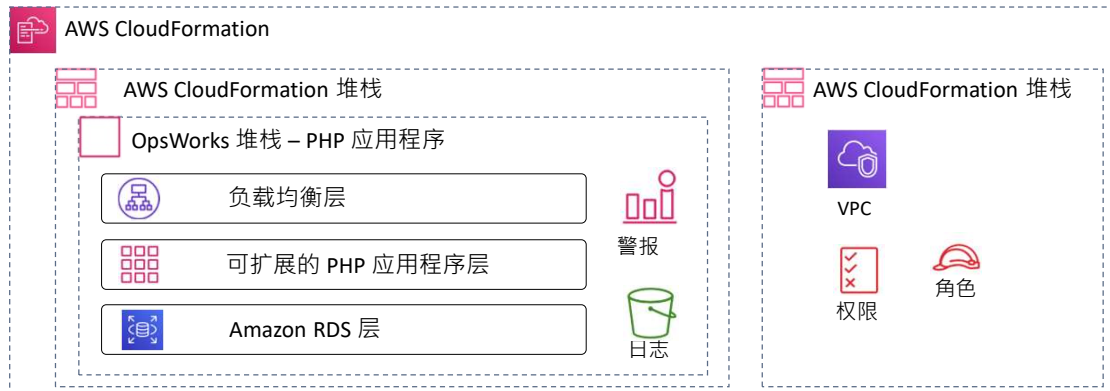 AWS CloudFormation
AWS CloudFormation 堆栈
OpsWorks 堆栈 – PHP 应用程序
负载均衡层
可扩展的 PHP 应用程序层
Amazon RDS 层
警报
日志
AWS CloudFormation 堆栈
VPC
权限
角色